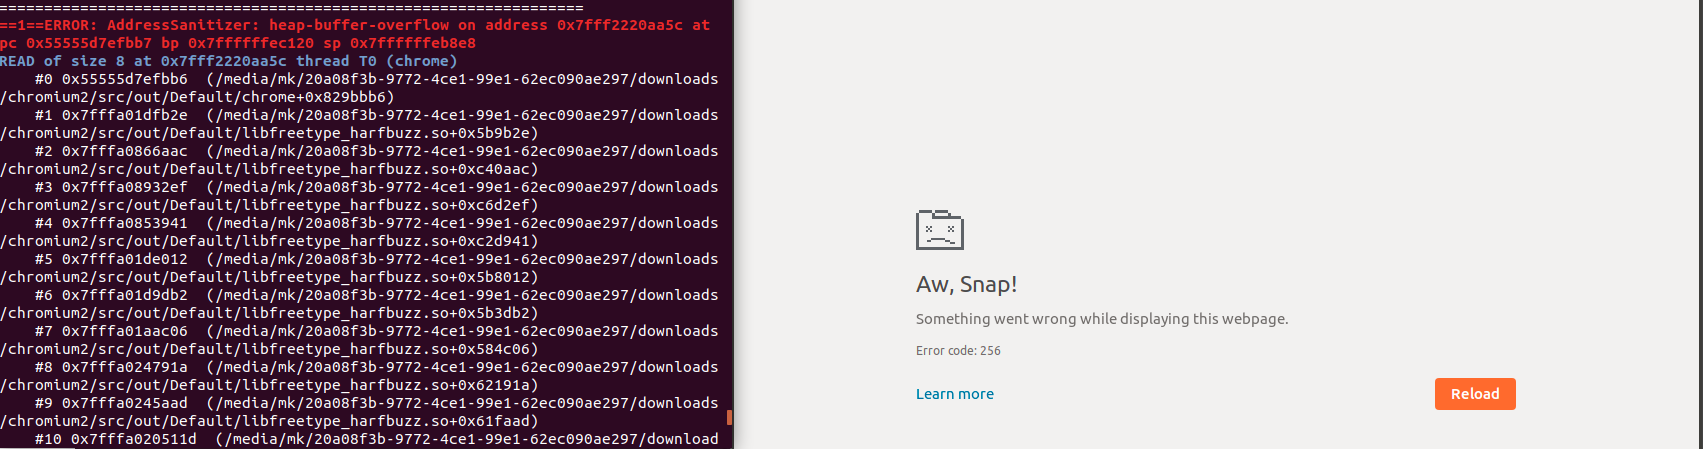 =================================================================
==1==ERROR: AddressSanitizer: heap-buffer-overflow on address 0x7fff2220aa5c at
pc 0x55555d7efbb7 bp 0x7ffffffec120 sp 0x7ffffffeb8e8
READ of size 8 at 0x7fff2220aa5c thread T0 (chrome)
#0 0x55555d7efbb6 (/media/mk/20a08f3b-9772-4ce1-99e1-62ec090ae297/downloads
/chromium2/src/out/Default/chrome+0x829bbb6)
#1 0x7fffa01dfb2e (/media/mk/20a08f3b-9772-4ce1-99e1-62ec090ae297/downloads
/chromium2/src/out/Default/libfreetype_harfbuzz.so+0x5b9b2e)
#2 0x7fffa0866aac (/media/mk/20a08f3b-9772-4ce1-99e1-62ec090ae297/downloads
/chromium2/src/out/Default/libfreetype_harfbuzz.so+0xc40aac)
#3 0x7fffa08932ef (/media/mk/20a08f3b-9772-4ce1-99e1-62ec090ae297/downloads
/chromium2/src/out/Default/libfreetype_harfbuzz.so+0xc6d2ef)
#4 0x7fffa0853941 (/media/mk/20a08f3b-9772-4ce1-99e1-62ec090ae297/downloads
/chromium2/src/out/Default/libfreetype_harfbuzz.so+0xc2d941)
#5 0x7fffa01de012 (/media/mk/20a08f3b-9772-4ce1-99e1-62ec090ae297/downloads
/chromium2/src/out/Default/libfreetype_harfbuzz.so+0x5b8012)
#6 0x7fffa01d9db2 (/media/mk/20a08f3b-9772-4ce1-99e1-62ec090ae297/downloads
/chromium2/src/out/Default/libfreetype_harfbuzz.so+0x5b3db2)
#7 0x7fffa01aac06 (/media/mk/20a08f3b-9772-4ce1-99e1-62ec090ae297/downloads
/chromium2/src/out/Default/libfreetype_harfbuzz.so+0x584c06)
#8 0x7fffa024791a (/media/mk/20a08f3b-9772-4ce1-99e1-62ec090ae297/downloads
/chromium2/src/out/Default/libfreetype_harfbuzz.so+0x62191a)
#9 0x7fffa0245aad (/media/mk/20a08f3b-9772-4ce1-99e1-62ec090ae297/downloads
/chromium2/src/out/Default/libfreetype_harfbuzz.so+0x61faad)
#10 0x7fffa020511d (/media/mk/20a08f3b-9772-4ce1-99e1-62ec090ae297/download
Aw, Snap!
Something went wrong while displaying this webpage.
Error code: 256
Learn more
Reload